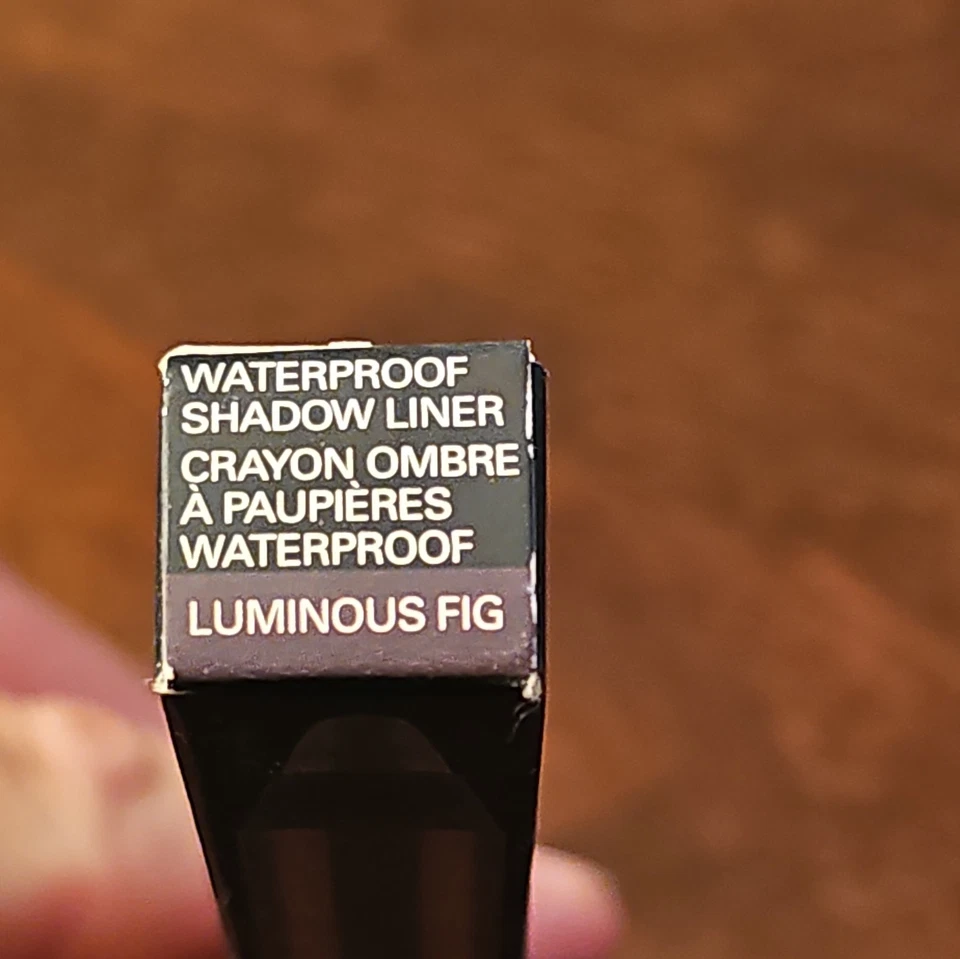 WATERPROOF
SHADOW LINER
CRAYON OMBRE
À PAUPIÈRES
WATERPROOF
LUMINOUS FIG